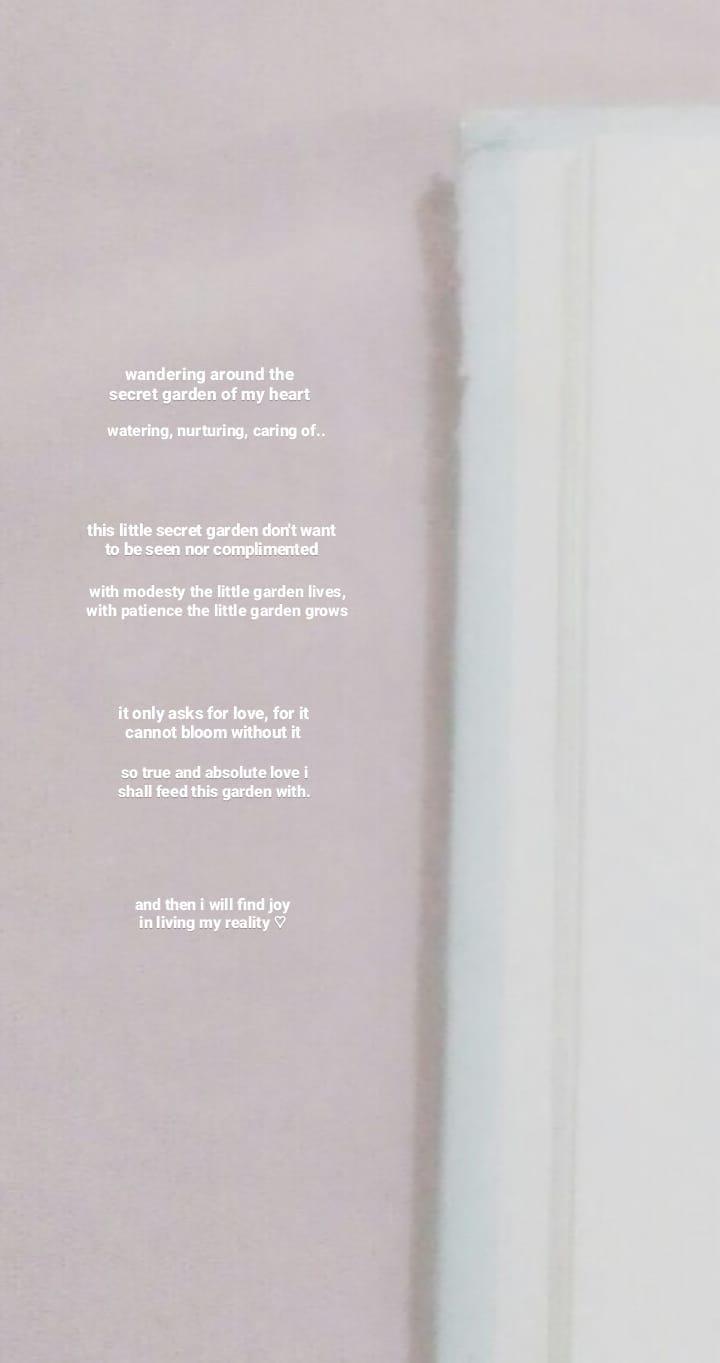 wandering around the
secret garden of my heart
watering, nurturing, caring of..
this little secret garden don't want
to be seen nor complimented
with modesty the little garden lives,
with patience the little garden grows
it only asks for love, for it
cannot bloom without it
so true and absolute love i
shall feed this garden with.
and then i will find joy
in living my reality ♡